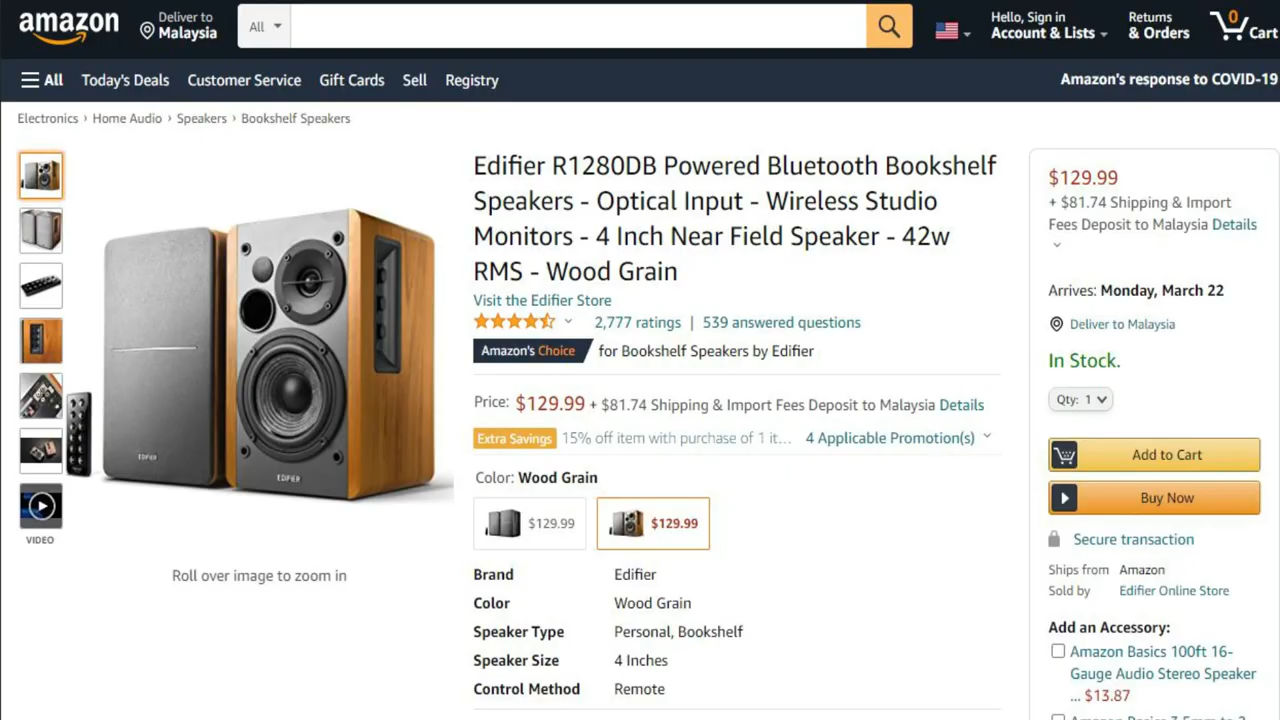 amazon
Deliver to
Malaysia
All
Hello, Sign in
Account & Lists
Returns
& Orders
0
Cart
All
Today's Deals
Customer Service
Gift Cards
Sell
Registry
Amazon's response to COVID-19
Electronics › Home Audio › Speakers › Bookshelf Speakers
EDIFIER
EDIFIER
VIDEO
Roll over image to zoom in
Edifier R1280DB Powered Bluetooth Bookshelf
Speakers - Optical Input - Wireless Studio
Monitors - 4 Inch Near Field Speaker - 42w
RMS - Wood Grain
Visit the Edifier Store
2,777 ratings | 539 answered questions
Amazon's Choice for Bookshelf Speakers by Edifier
Price: $129.99 + $81.74 Shipping & Import Fees Deposit to Malaysia Details
Extra Savings 15% off item with purchase of 1 it... 4 Applicable Promotion(s)
Color: Wood Grain
$129.99
$129.99
Brand Edifier
Color Wood Grain
Speaker Type Personal, Bookshelf
Speaker Size 4 Inches
Control Method Remote
$129.99
+ $81.74 Shipping & Import
Fees Deposit to Malaysia Details
Arrives: Monday, March 22
Deliver to Malaysia
In Stock.
Qty: 1
Add to Cart
Buy Now
Secure transaction
Ships from Amazon
Sold by Edifier Online Store
Add an Accessory:
Amazon Basics 100ft 16-
Gauge Audio Stereo Speaker
... $13.87